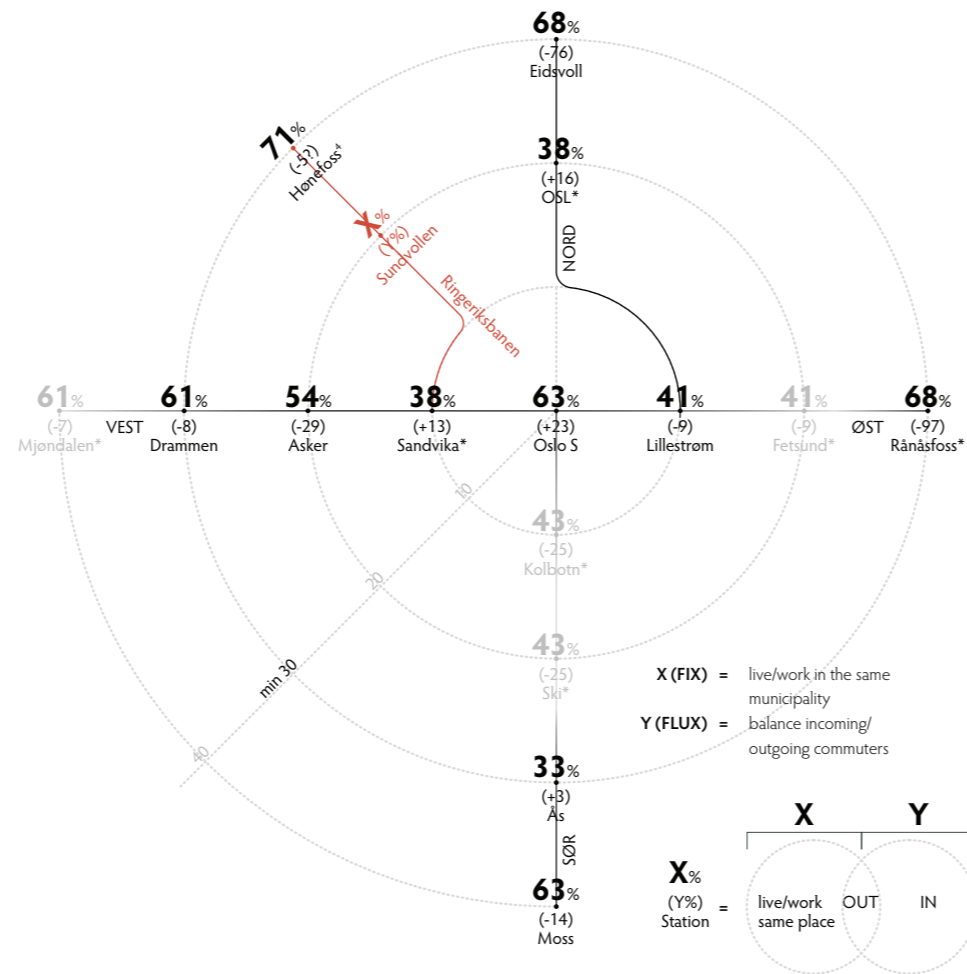 68%
(-76)
Eidsvoll
71%
(-5?)
Hønefoss⁴
38%
(+16)
OSL*
NORD
X%
(Y%)
Sundvollen
Ringeriksbanen
61%
(-7)
Mjøndalen*
VEST
61%
(-8)
Drammen
54%
(-29)
Asker
38%
(+13)
Sandvika*
63%
(+23)
Oslo S
41%
(-9)
Lillestrøm
41%
(-9)
Fetsund*
ØST
68%
(-97)
Rånåsfoss*
10
20
min 30
40
43%
(-25)
Kolbotn*
43%
(-25)
Ski*
33%
(+3)
Ås
SØR
63%
(-14)
Moss
X (FIX) = live/work in the same
municipality
Y (FLUX) = balance incoming/
outgoing commuters
X Y
X%
(Y%)
Station
=
live/work
same place
OUT
IN